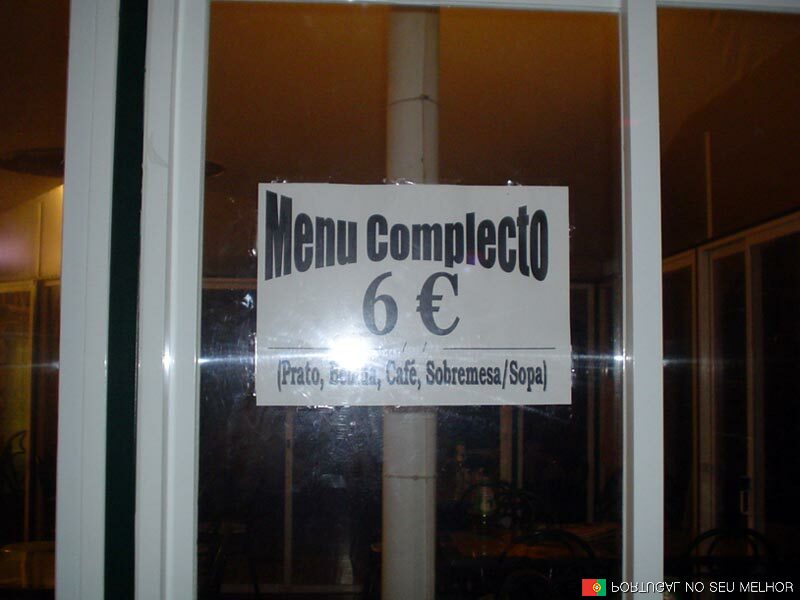 Menu Complecto
6 €
(Prato, Bebida, Café, Sobremesa/Sopa)
PORTUGAL NO SEU MELHOR